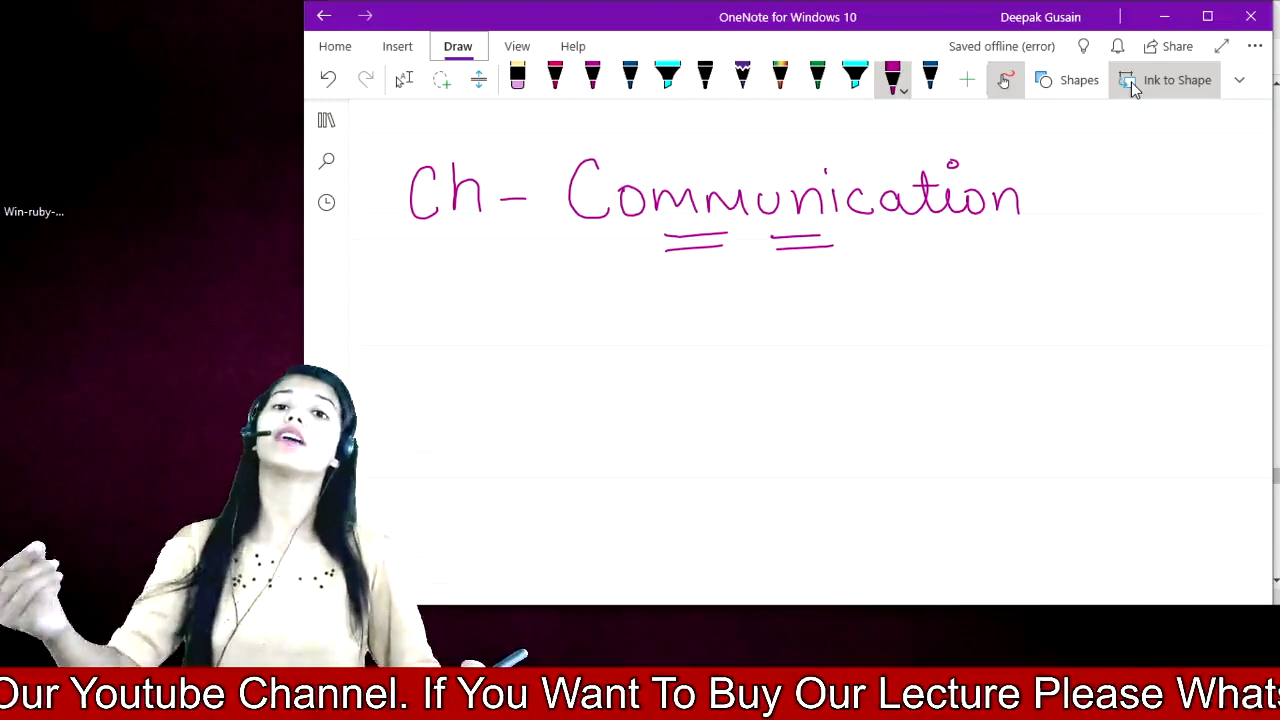 OneNote for Windows 10
Deepak Gusain
Home Insert Draw View Help
Saved offline (error)
Share
Shapes
Ink to Shape
Ch - Communication
Win-ruby-...
Our Youtube Channel. If You Want To Buy Our Lecture Please What